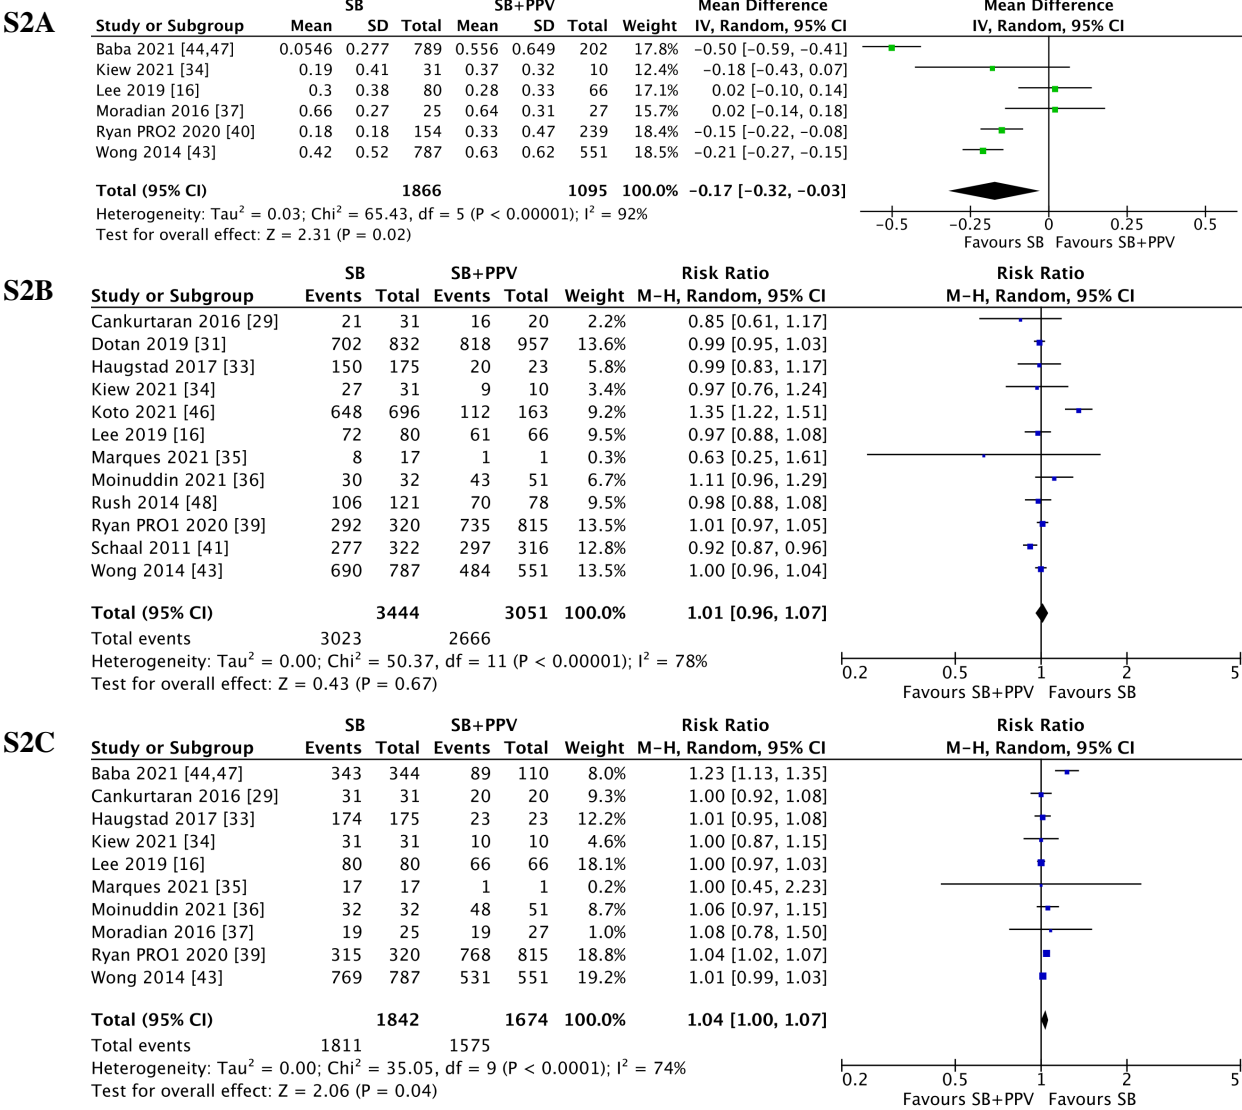 S2A
SB SB+PPV Mean Difference Mean Difference
Study or Subgroup Mean SD Total Mean SD Total Weight IV, Random, 95% CI IV, Random, 95% CI
Baba 2021 [44,47] 0.0546 0.277 789 0.556 0.649 202 17.8% −0.50 [−0.59, −0.41]
Kiew 2021 [34] 0.19 0.41 31 0.37 0.32 10 12.4% −0.18 [−0.43, 0.07]
Lee 2019 [16] 0.3 0.38 80 0.28 0.33 66 17.1% 0.02 [−0.10, 0.14]
Moradian 2016 [37] 0.66 0.27 25 0.64 0.31 27 15.7% 0.02 [−0.14, 0.18]
Ryan PRO2 2020 [40] 0.18 0.18 154 0.33 0.47 239 18.4% −0.15 [−0.22, −0.08]
Wong 2014 [43] 0.42 0.52 787 0.63 0.62 551 18.5% −0.21 [−0.27, −0.15]
Total (95% CI) 1866 1095 100.0% −0.17 [−0.32, −0.03]
Heterogeneity: Tau² = 0.03; Chi² = 65.43, df = 5 (P < 0.00001); I² = 92%
Test for overall effect: Z = 2.31 (P = 0.02)
−0.5 −0.25 0 0.25 0.5
Favours SB Favours SB+PPV
S2B
SB SB+PPV Risk Ratio Risk Ratio
Study or Subgroup Events Total Events Total Weight M−H, Random, 95% CI M−H, Random, 95% CI
Cankurtaran 2016 [29] 21 31 16 20 2.2% 0.85 [0.61, 1.17]
Dotan 2019 [31] 702 832 818 957 13.6% 0.99 [0.95, 1.03]
Haugstad 2017 [33] 150 175 20 23 5.8% 0.99 [0.83, 1.17]
Kiew 2021 [34] 27 31 9 10 3.4% 0.97 [0.76, 1.24]
Koto 2021 [46] 648 696 112 163 9.2% 1.35 [1.22, 1.51]
Lee 2019 [16] 72 80 61 66 9.5% 0.97 [0.88, 1.08]
Marques 2021 [35] 8 17 1 1 0.3% 0.63 [0.25, 1.61]
Moinuddin 2021 [36] 30 32 43 51 6.7% 1.11 [0.96, 1.29]
Rush 2014 [48] 106 121 70 78 9.5% 0.98 [0.88, 1.08]
Ryan PRO1 2020 [39] 292 320 735 815 13.5% 1.01 [0.97, 1.05]
Schaal 2011 [41] 277 322 297 316 12.8% 0.92 [0.87, 0.96]
Wong 2014 [43] 690 787 484 551 13.5% 1.00 [0.96, 1.04]
Total (95% CI) 3444 3051 100.0% 1.01 [0.96, 1.07]
Total events 3023 2666
Heterogeneity: Tau² = 0.00; Chi² = 50.37, df = 11 (P < 0.00001); I² = 78%
Test for overall effect: Z = 0.43 (P = 0.67)
0.2 0.5 1 2 5
Favours SB+PPV Favours SB
S2C
SB SB+PPV Risk Ratio Risk Ratio
Study or Subgroup Events Total Events Total Weight M−H, Random, 95% CI M−H, Random, 95% CI
Baba 2021 [44,47] 343 344 89 110 8.0% 1.23 [1.13, 1.35]
Cankurtaran 2016 [29] 31 31 20 20 9.3% 1.00 [0.92, 1.08]
Haugstad 2017 [33] 174 175 23 23 12.2% 1.01 [0.95, 1.08]
Kiew 2021 [34] 31 31 10 10 4.6% 1.00 [0.87, 1.15]
Lee 2019 [16] 80 80 66 66 18.1% 1.00 [0.97, 1.03]
Marques 2021 [35] 17 17 1 1 0.2% 1.00 [0.45, 2.23]
Moinuddin 2021 [36] 32 32 48 51 8.7% 1.06 [0.97, 1.15]
Moradian 2016 [37] 19 25 19 27 1.0% 1.08 [0.78, 1.50]
Ryan PRO1 2020 [39] 315 320 768 815 18.8% 1.04 [1.02, 1.07]
Wong 2014 [43] 769 787 531 551 19.2% 1.01 [0.99, 1.03]
Total (95% CI) 1842 1674 100.0% 1.04 [1.00, 1.07]
Total events 1811 1575
Heterogeneity: Tau² = 0.00; Chi² = 35.05, df = 9 (P < 0.0001); I² = 74%
Test for overall effect: Z = 2.06 (P = 0.04)
0.2 0.5 1 2 5
Favours SB+PPV Favours SB